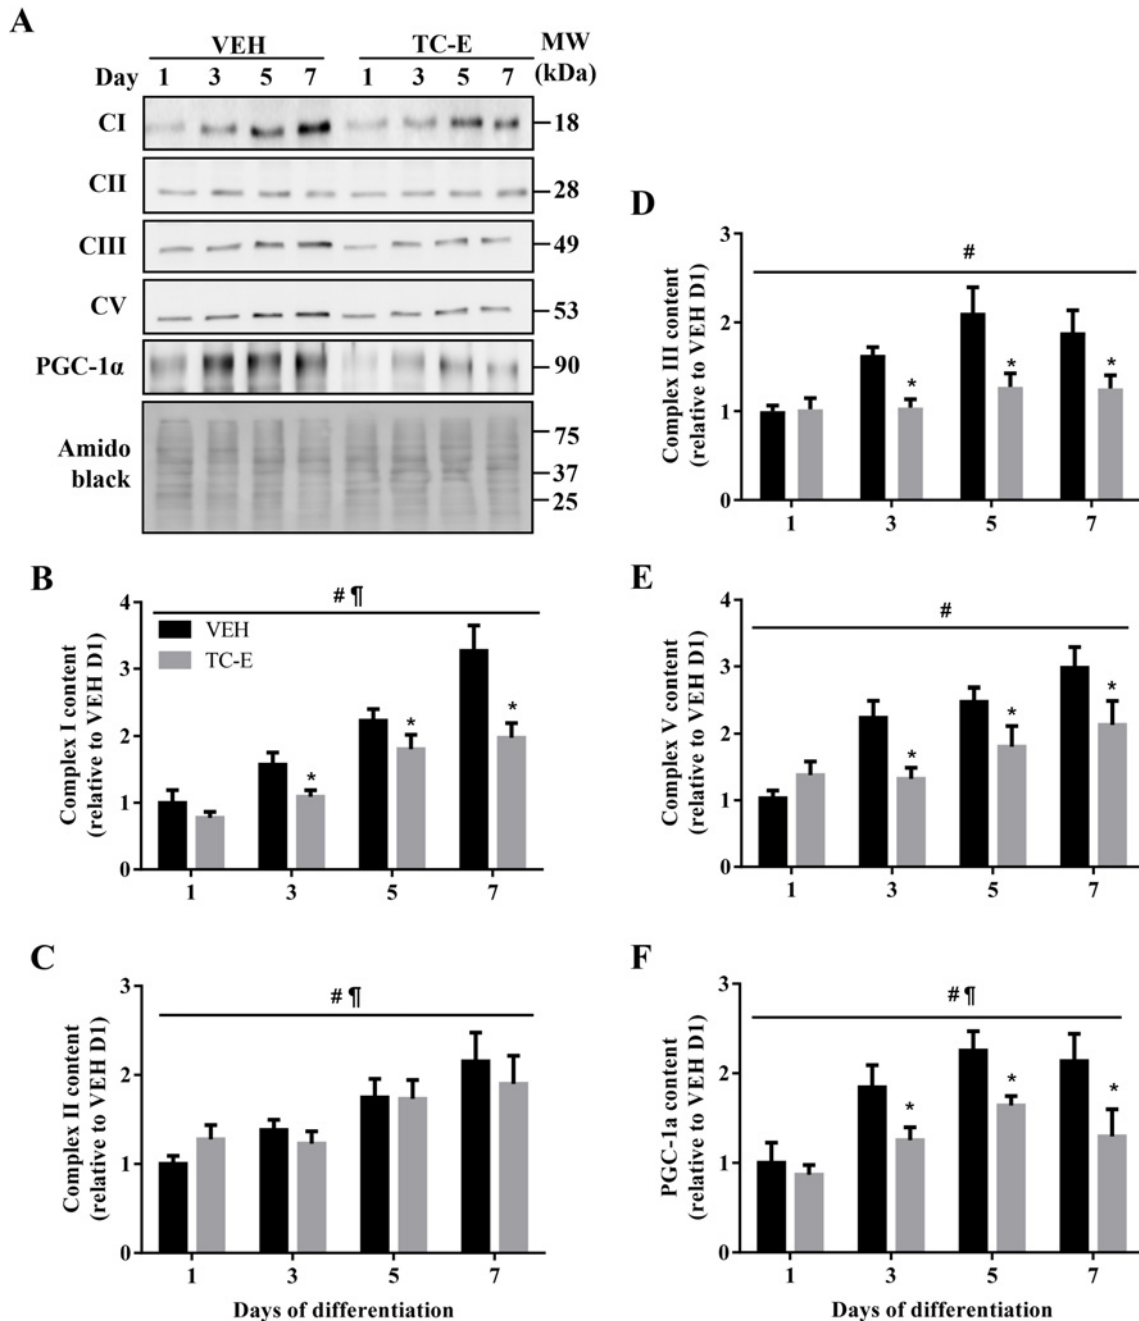 A
VEH TC-E MW
Day 1 3 5 7 1 3 5 7 (kDa)
CI 18
CII 28
CIII 49
CV 53
PGC-1α 90
Amido
black
75
37
25
B
# ¶
VEH
TC-E
Complex I content
(relative to VEH D1)
4
3
2
1
0
* * *
1 3 5 7
C
# ¶
Complex II content
(relative to VEH D1)
3
2
1
0
1 3 5 7
Days of differentiation
D
#
Complex III content
(relative to VEH D1)
3
2
1
0
* * *
1 3 5 7
E
#
Complex V content
(relative to VEH D1)
4
3
2
1
0
* * *
1 3 5 7
F
# ¶
PGC-1a content
(relative to VEH D1)
3
2
1
0
* * *
1 3 5 7
Days of differentiation